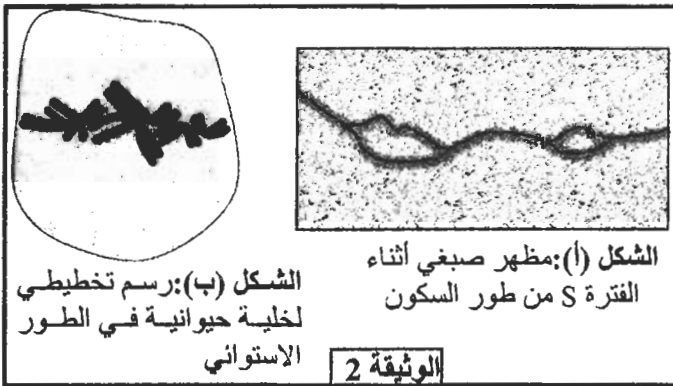 الشكل (أ):مظهر صبغي أثناء
الفترة S من طور السكون
الشكل (ب):رسم تخطيطي
لخلية حيوانية في الطور
الاستوائي
الوثيقة 2